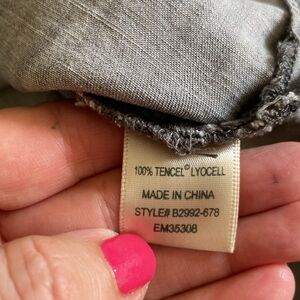 100% TENCEL® LYOCELL
MADE IN CHINA
STYLE# B2992-678
EM35308